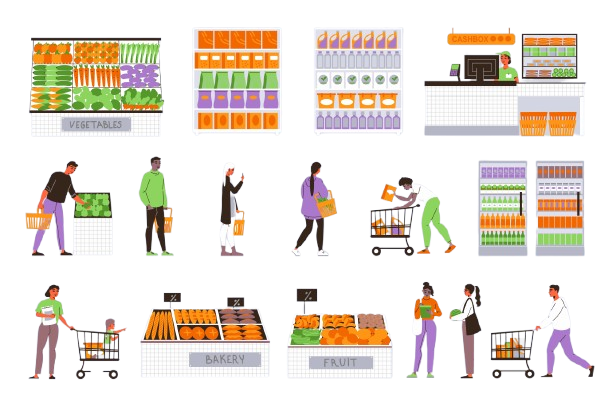 CASHBOX
VEGETABLES
%
%
%
BAKERY
FRUIT